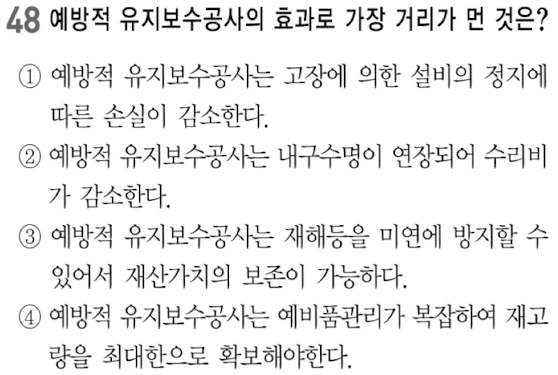 48 예방적 유지보수공사의 효과로 가장 거리가 먼 것은?
① 예방적 유지보수공사는 고장에 의한 설비의 정지에
따른 손실이 감소한다.
② 예방적 유지보수공사는 내구수명이 연장되어 수리비
가 감소한다.
③ 예방적 유지보수공사는 재해등을 미연에 방지할 수
있어서 재산가치의 보존이 가능하다.
④ 예방적 유지보수공사는 예비품관리가 복잡하여 재고
량을 최대한으로 확보해야한다.